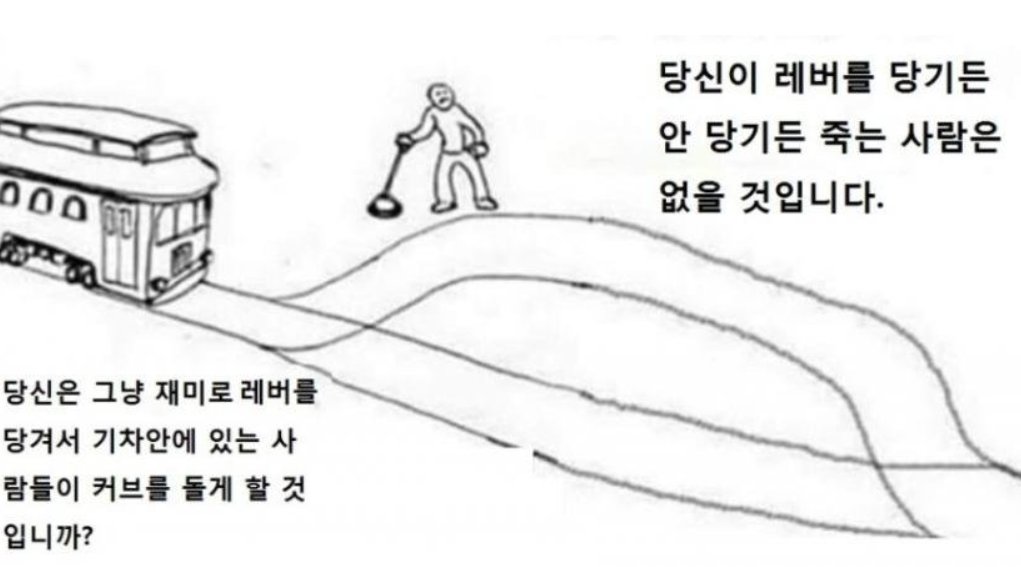 당신이 레버를 당기든
안 당기든 죽는 사람은
없을 것입니다.
당신은 그냥 재미로 레버를
당겨서 기차안에 있는 사
람들이 커브를 돌게 할 것
입니까?